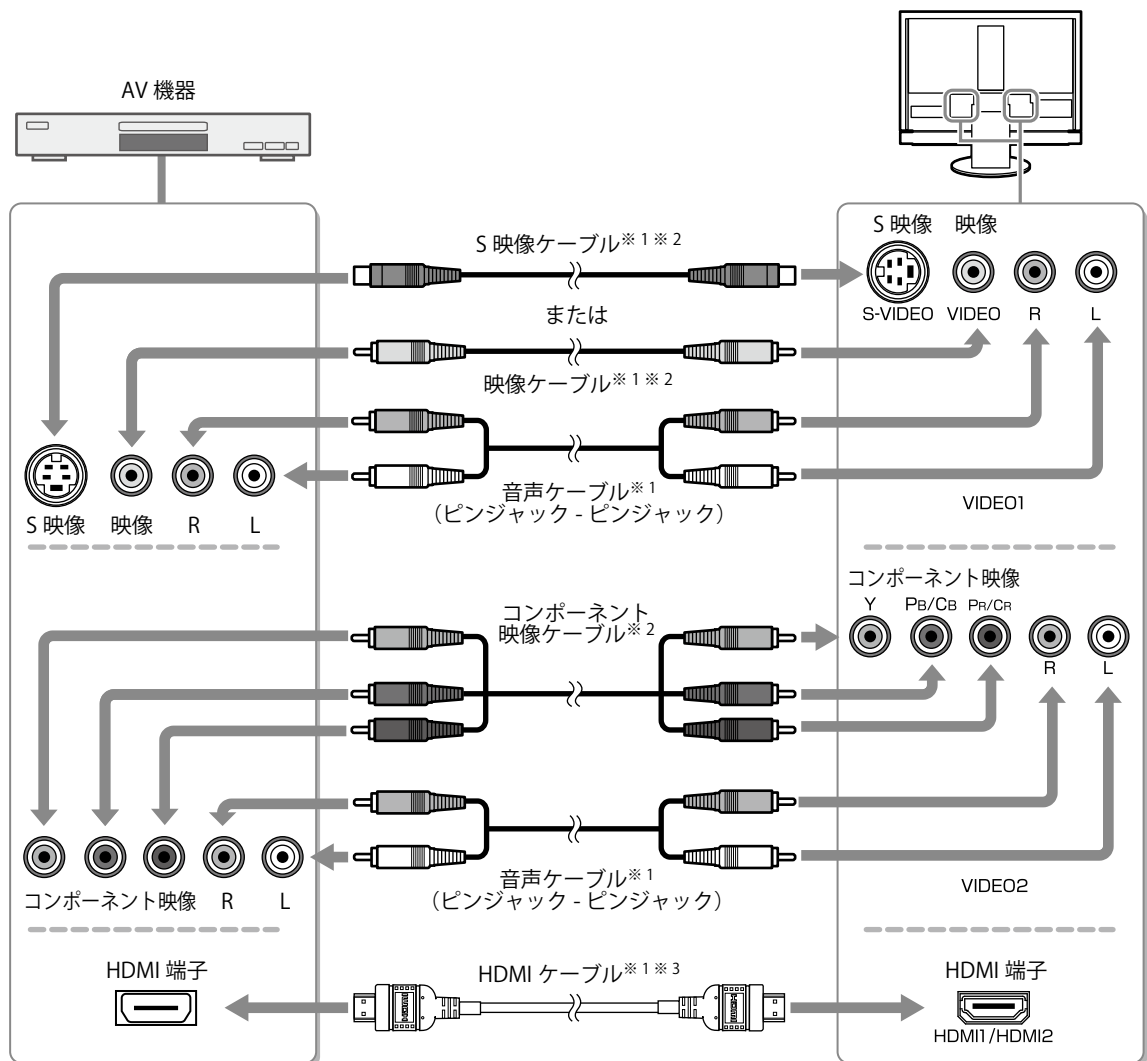 AV 機器
S 映像ケーブル※1※2
または
映像ケーブル※1※2
音声ケーブル※1
（ピンジャック - ピンジャック）
S 映像 映像 R L
S 映像 映像
S-VIDEO VIDEO R L
VIDEO1
コンポーネント
映像ケーブル※2
音声ケーブル※1
（ピンジャック - ピンジャック）
コンポーネント映像 R L
コンポーネント映像
Y PB/CB PR/CR
R L
VIDEO2
HDMI 端子
HDMI ケーブル※1※3
HDMI 端子
HDMI1/HDMI2